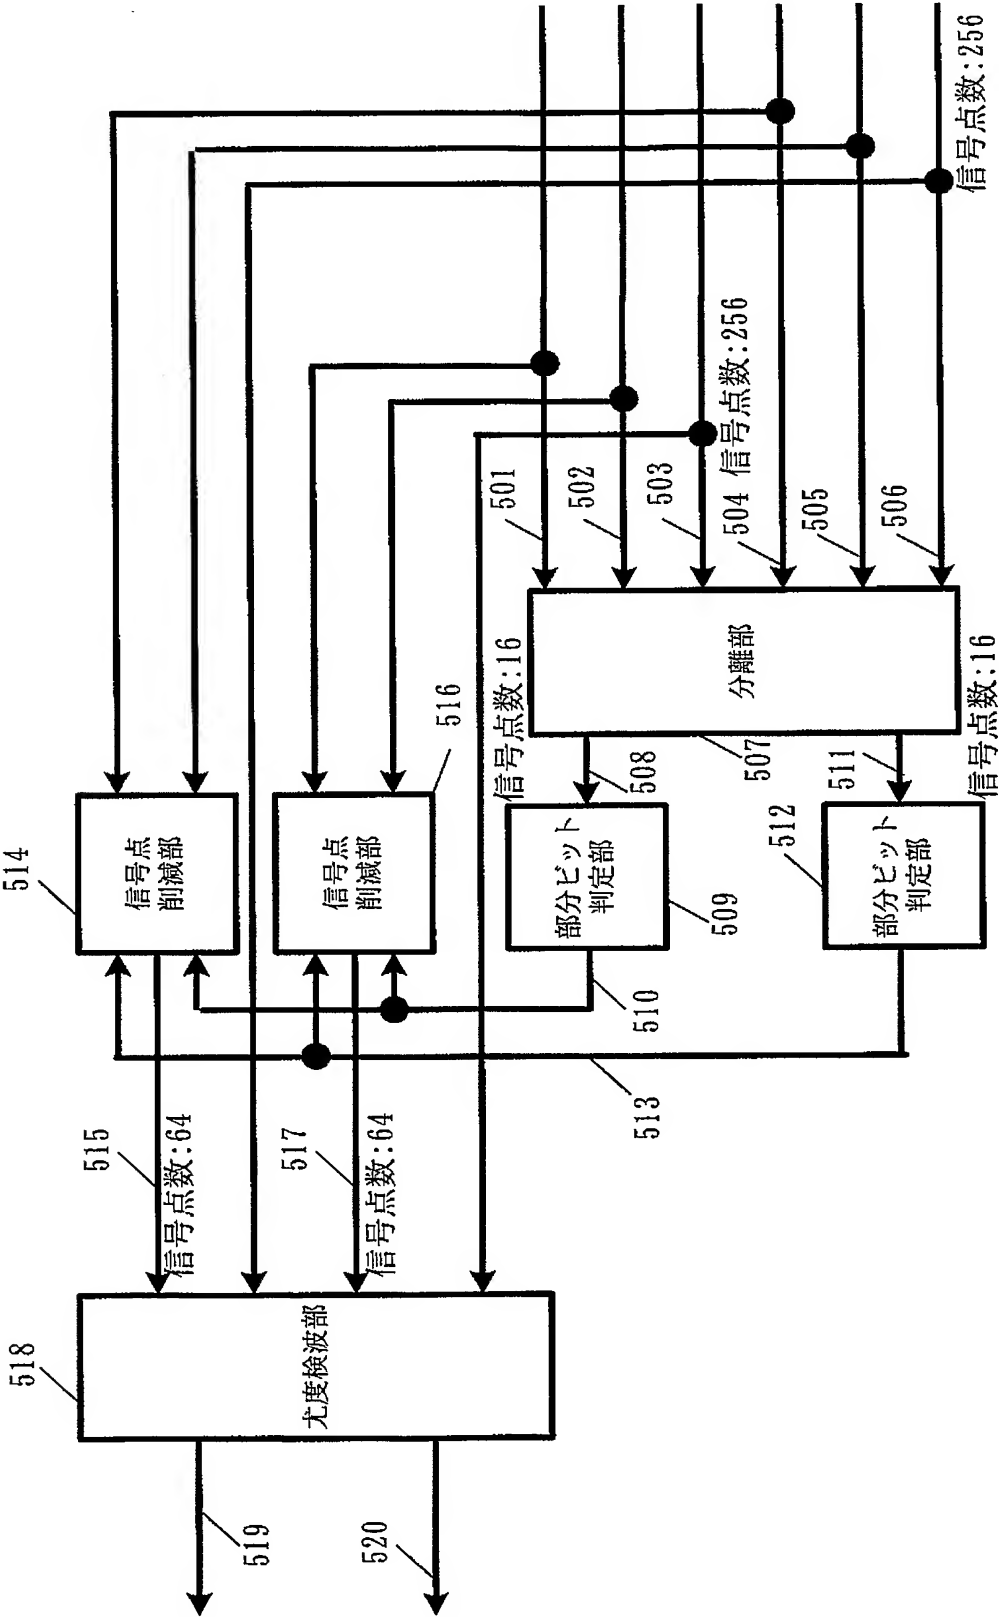 信号点数:256
501
502
503
504
信号点数:256
505
506
分離部
507
信号点数:16
508
511
信号点数:16
516
信号点
削減部
514
信号点
削減部
部分ビット
判定部
509
512
部分ビット
判定部
510
513
515
信号点数:64
517
信号点数:64
518
尤度検波部
519
520